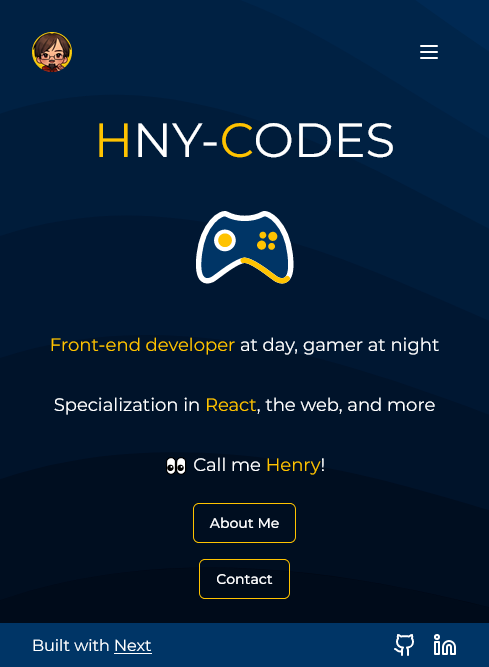 HNY-CODES
Front-end developer at day, gamer at night
Specialization in React, the web, and more
👀 Call me Henry!
About Me
Contact
Built with Next